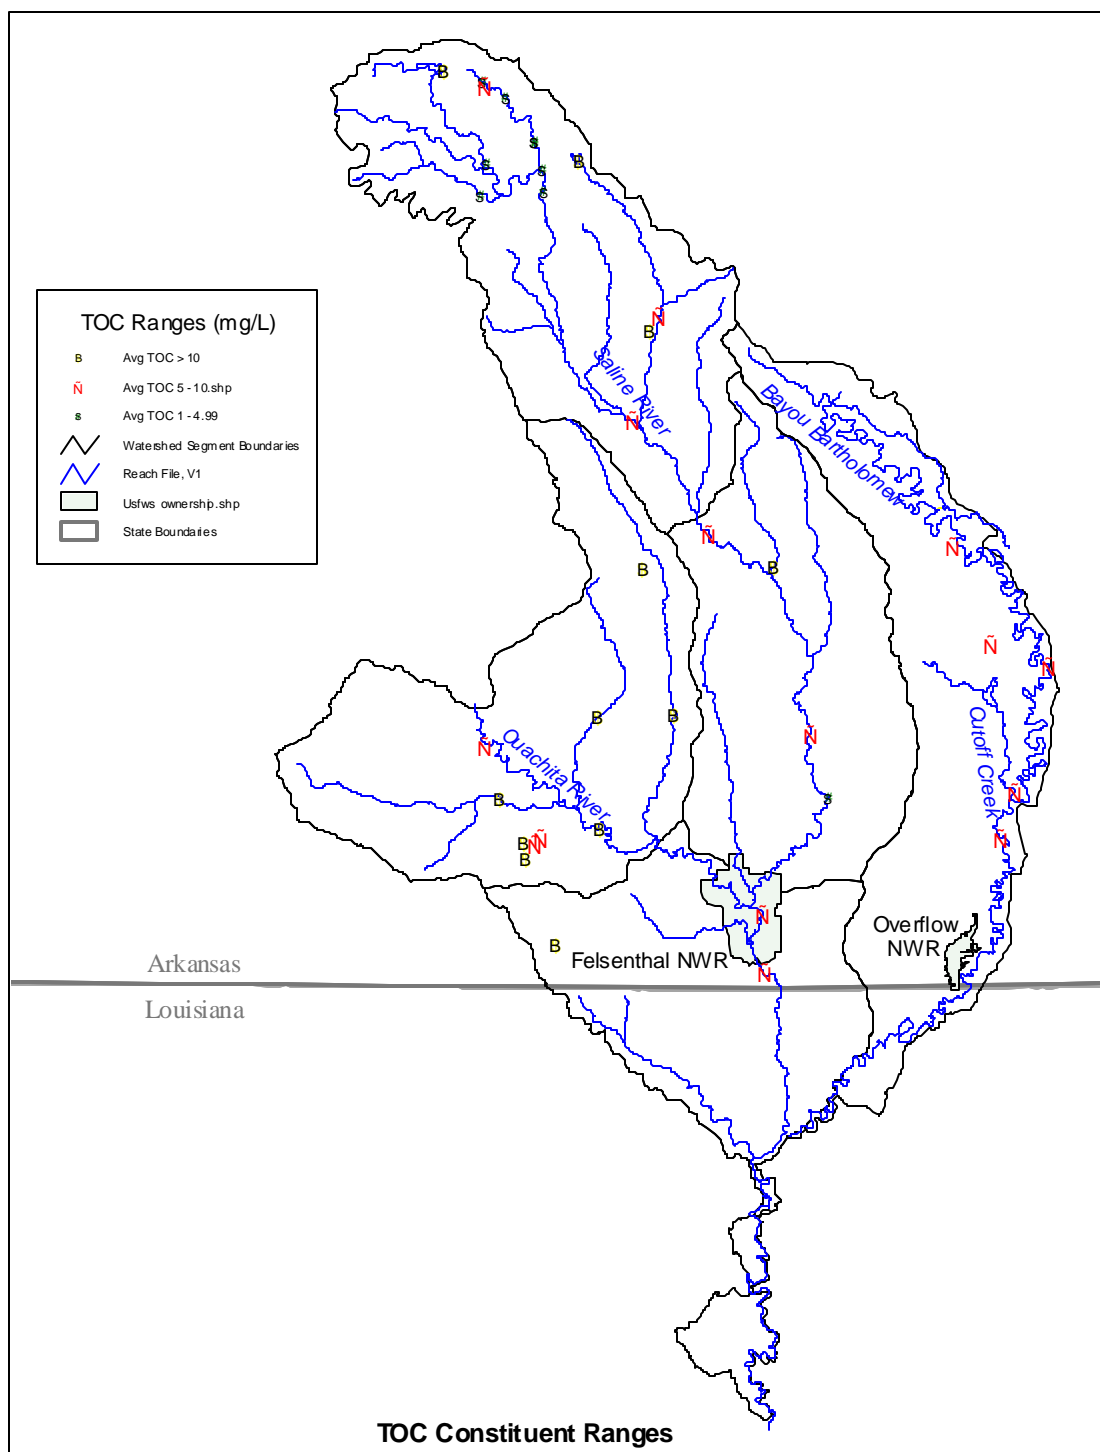 TOC Ranges (mg/L)
B Avg TOC > 10
Ñ Avg TOC 5 - 10.shp
s Avg TOC 1 - 4.99
Watershed Segment Boundaries
Reach File, V1
Usfws ownership.shp
State Boundaries
B
Ñ
s
s
s
B
s
s
s
s
Ñ
B
Saline River
Ñ
Bayou Bartholomew
Ñ
Ñ
B
B
Ñ
Ñ
B
B
Ñ
Ñ
Ouachita River
Cutoff Creek
B
s
Ñ
B
Ñ
B
Ñ
Ñ
B
Ñ
Overflow
NWR
B
Felsenthal NWR
Arkansas
Ñ
Louisiana
TOC Constituent Ranges